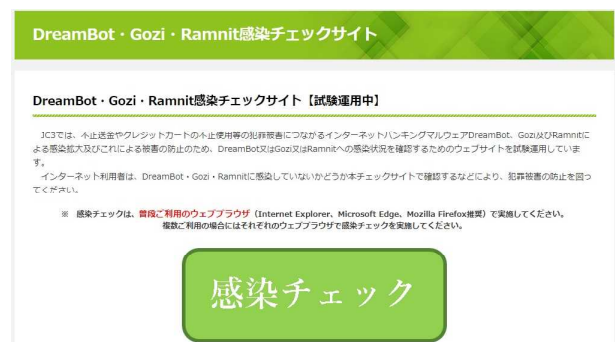 DreamBot・Gozi・Ramnit感染チェックサイト
DreamBot・Gozi・Ramnit感染チェックサイト【試験運用中】
JC3では、不正送金やクレジットカードの不正使用等の犯罪被害につながるインターネットバンキングマルウェアDreamBot、Gozi及びRamnitに
よる感染拡大及びこれによる被害の防止のため、DreamBot又はGozi又はRamnitへの感染状況を確認するためのウェブサイトを試験運用していま
す。
インターネット利用者は、DreamBot・Gozi・Ramnitに感染していないかどうか本チェックサイトで確認するなどにより、犯罪被害の防止を図っ
てください。
※ 感染チェックは、普段ご利用のウェブブラウザ（Internet Explorer、Microsoft Edge、Mozilla Firefox推奨）で実施してください。
複数ご利用の場合にはそれぞれのウェブブラウザで感染チェックを実施してください。
感染チェック